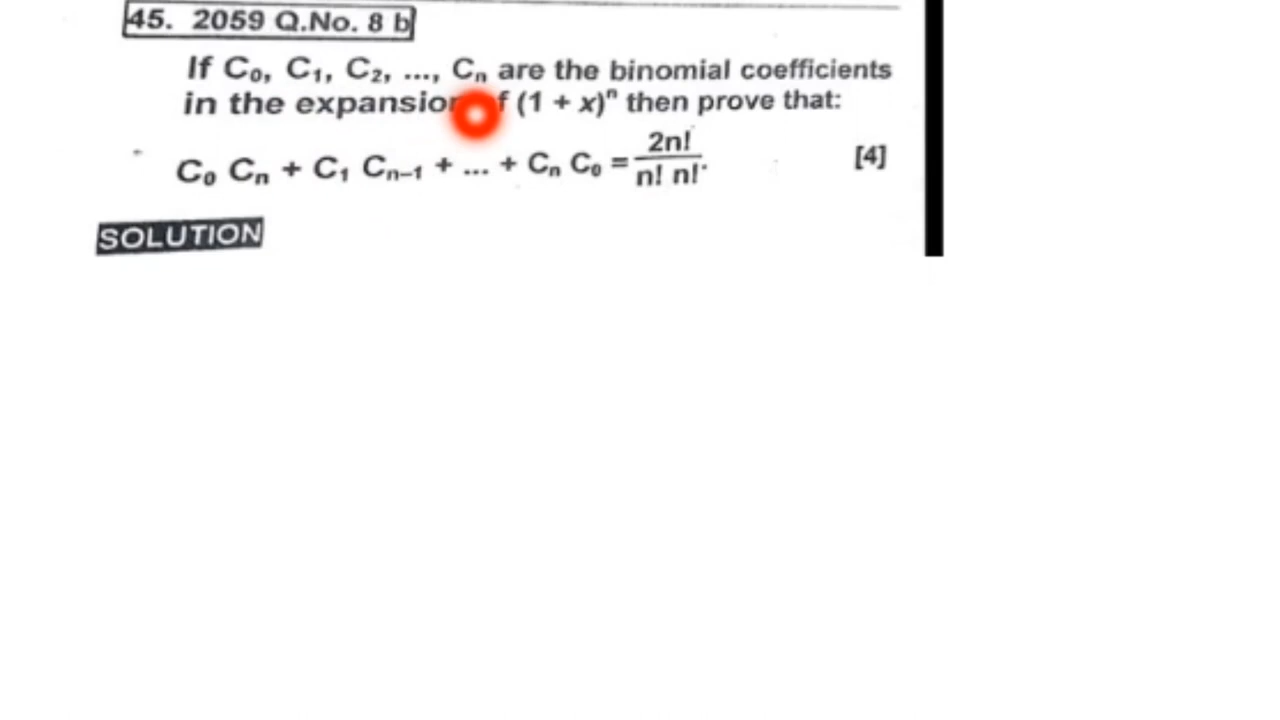 45. 2059 Q.No. 8 b
If C₀, C₁, C₂, ..., Cₙ are the binomial coefficients
in the expansion f (1 + x)ⁿ then prove that:
C₀ Cₙ + C₁ Cₙ₋₁ + ... + Cₙ C₀ = 2n!/n! n!. [4]
SOLUTION